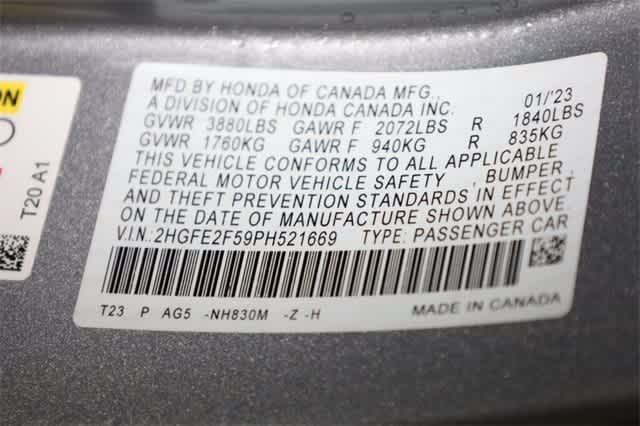 MFD BY HONDA OF CANADA MFG., 01/'23
A DIVISION OF HONDA CANADA INC.
GVWR 3880LBS GAWR F 2072LBS R 1840LBS
GVWR 1760KG GAWR F 940KG R 835KG
THIS VEHICLE CONFORMS TO ALL APPLICABLE
FEDERAL MOTOR VEHICLE SAFETY , BUMPER,
AND THEFT PREVENTION STANDARDS IN EFFECT
ON THE DATE OF MANUFACTURE SHOWN ABOVE.
V.I.N.:2HGFE2F59PH521669 TYPE: PASSENGER CAR
T23 P AG5 -NH830M -Z -H MADE IN CANADA
ON
T20 A1